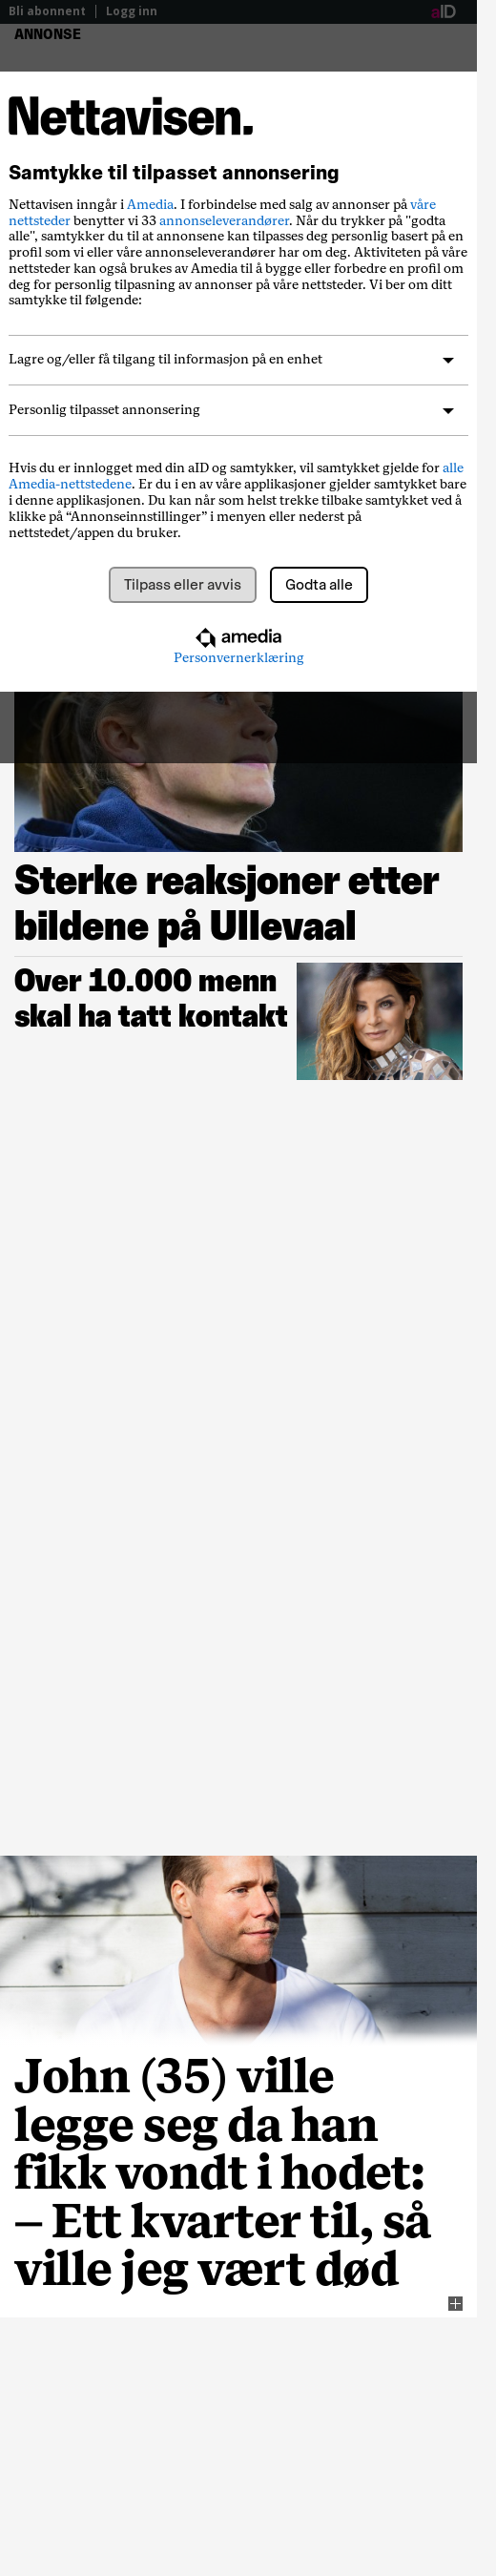 Bli abonnent
Logg inn
aID
ANNONSE
Nettavisen.
Samtykke til tilpasset annonsering
Nettavisen inngår i Amedia. I forbindelse med salg av annonser på våre
nettsteder benytter vi 33 annonseleverandører. Når du trykker på "godta
alle", samtykker du til at annonsene kan tilpasses deg personlig basert på en
profil som vi eller våre annonseleverandører har om deg. Aktiviteten på våre
nettsteder kan også brukes av Amedia til å bygge eller forbedre en profil om
deg for personlig tilpasning av annonser på våre nettsteder. Vi ber om ditt
samtykke til følgende:
Lagre og/eller få tilgang til informasjon på en enhet
Personlig tilpasset annonsering
Hvis du er innlogget med din aID og samtykker, vil samtykket gjelde for alle
Amedia-nettstedene. Er du i en av våre applikasjoner gjelder samtykket bare
i denne applikasjonen. Du kan når som helst trekke tilbake samtykket ved å
klikke på “Annonseinnstillinger” i menyen eller nederst på
nettstedet/appen du bruker.
Tilpass eller avvis
Godta alle
amedia
Personvernerklæring
Sterke reaksjoner etter
bildene på Ullevaal
Over 10.000 menn
skal ha tatt kontakt
John (35) ville
legge seg da han
fikk vondt i hodet:
– Ett kvarter til, så
ville jeg vært død